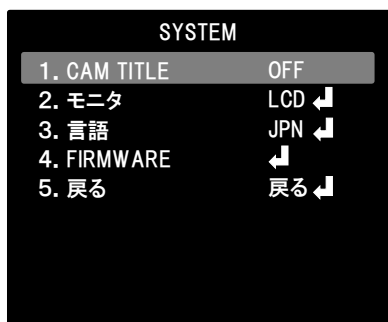 SYSTEM
1. CAM TITLE OFF
2. モニタ LCD ↲
3. 言語 JPN ↲
4. FIRMWARE ↲
5. 戻る 戻る ↲